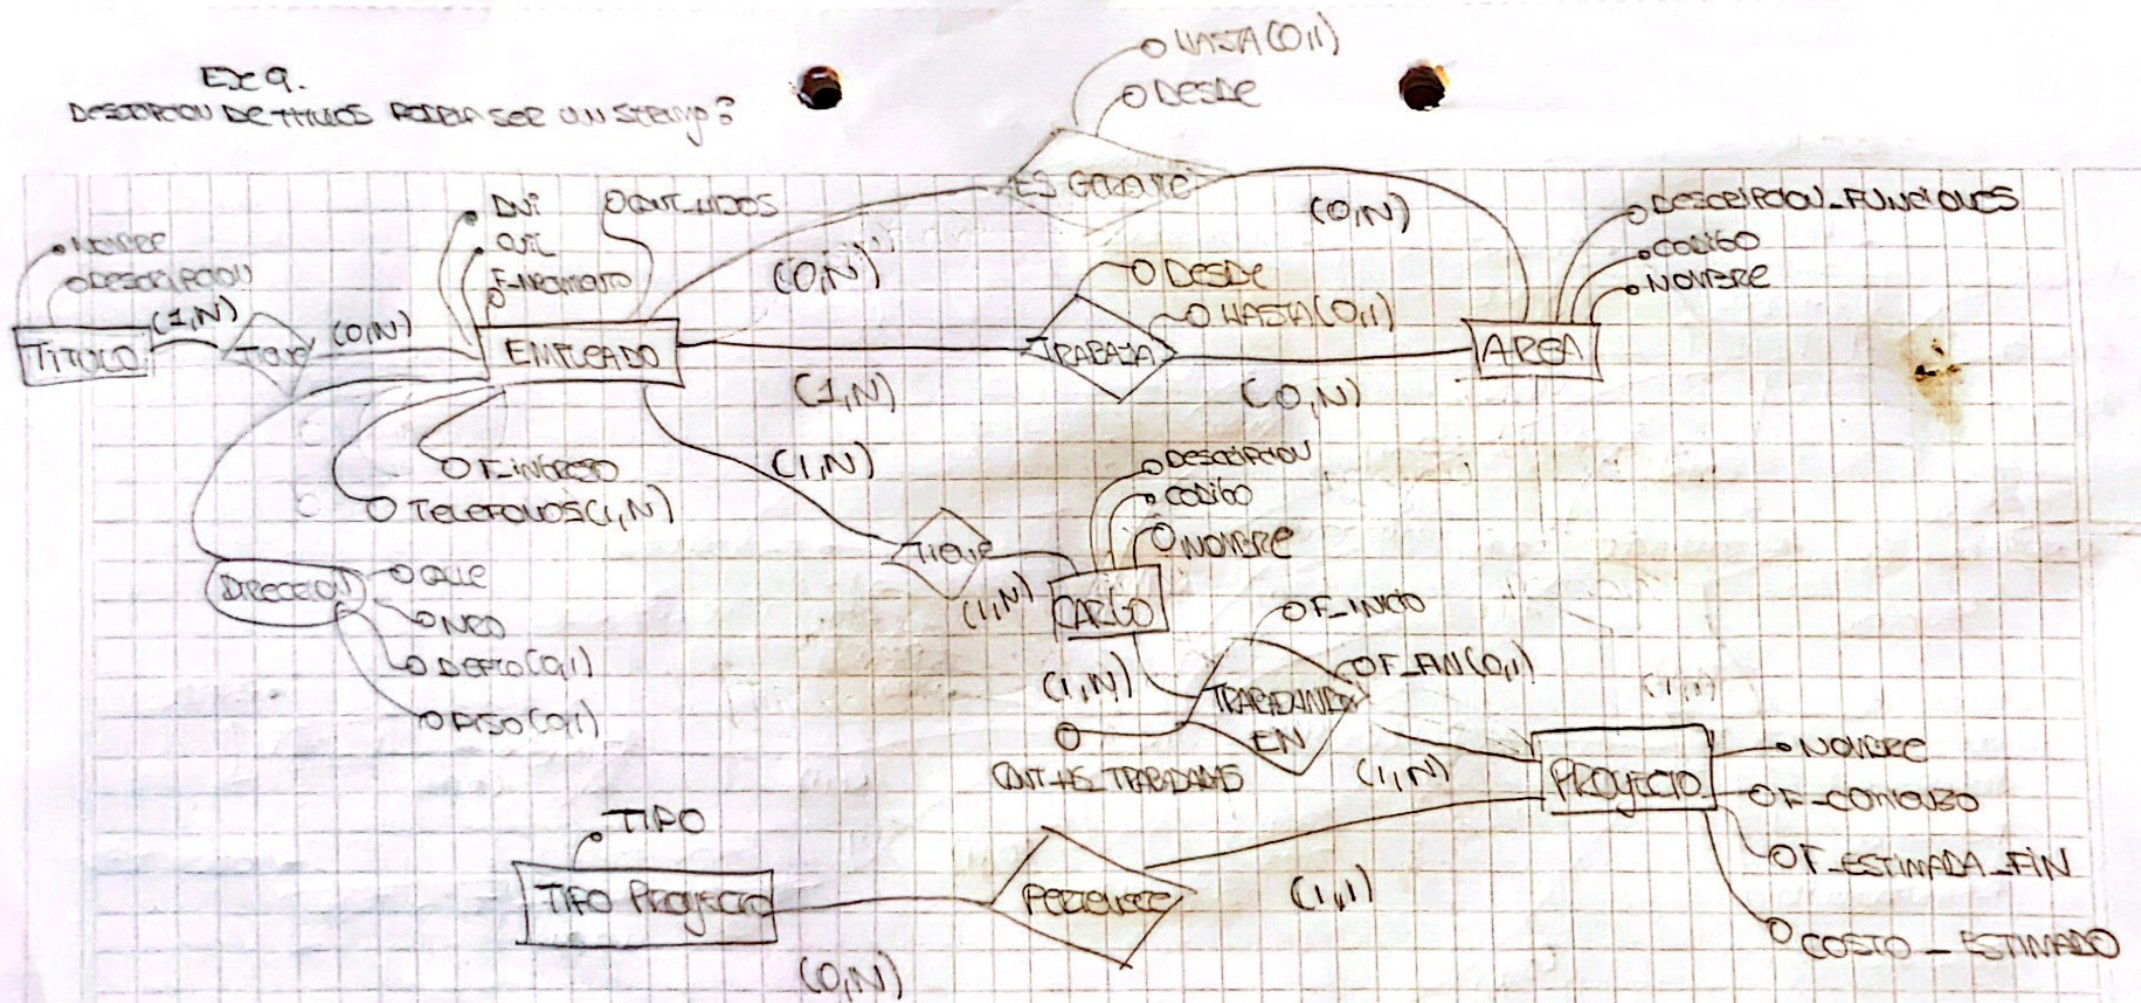 EX 9.
DESCRIPCION DE TITULOS PODRIA SER UN STRING?
HASTA(0,1)
DESDE
ES GERENTE
NOMBRE
DESCRIPCION
(1,N)
TITULO
TIENE
(0,N)
DNI
CUIL
F_NACIMIENTO
CANT_HIJOS
EMPLEADO
(0,N)
(0,N)
DESDE
HASTA(0,1)
TRABAJA
(1,N)
(0,N)
DESCRIPCION_FUNCIONES
CODIGO
NOMBRE
AREA
F_INGRESO
TELEFONOS(1,N)
DIRECCION
CALLE
NRO
DEPTO(0,1)
PISO(0,1)
(1,N)
TIENE
(1,N)
DESCRIPCION
CODIGO
NOMBRE
CARGO
(1,N)
F_INICIO
F_FIN(0,1)
EN
CANT_HS_TRABAJADAS
(1,N)
(1,1)
PROYECTO
NOMBRE
F_COMIENZO
F_ESTIMADA_FIN
COSTO_ESTIMADO
TIPO
TIPO PROYECTO
(0,N)
PERTENECE
(1,1)